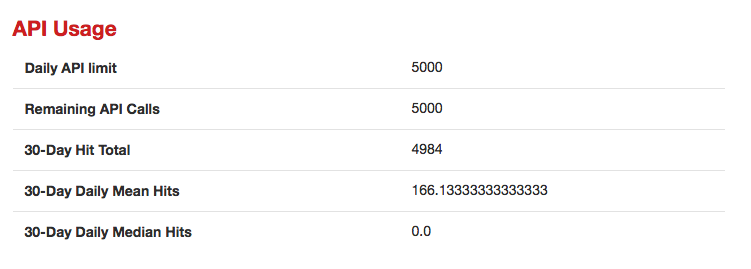 API Usage
Daily API limit 5000
Remaining API Calls 5000
30-Day Hit Total 4984
30-Day Daily Mean Hits 166.13333333333333
30-Day Daily Median Hits 0.0